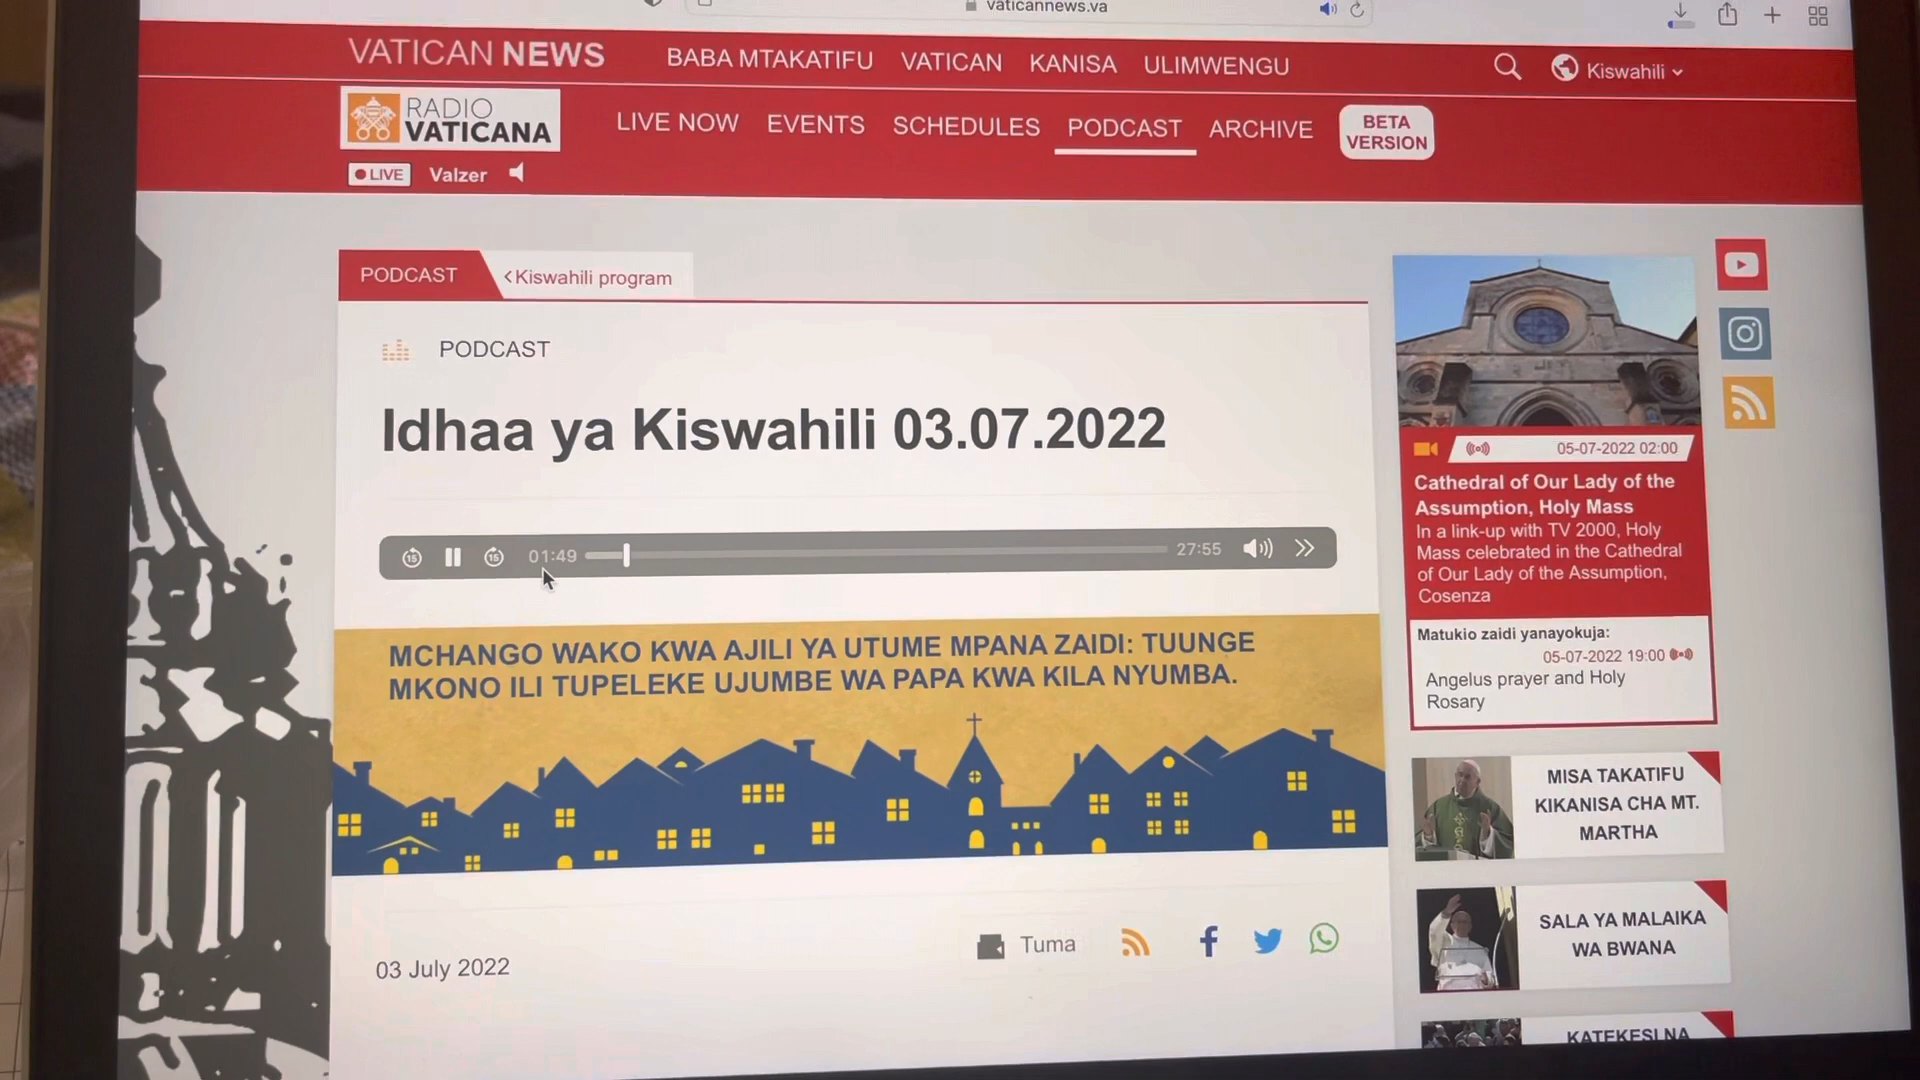 vaticannews.va
VATICAN NEWS
BABA MTAKATIFU VATICAN KANISA ULIMWENGU
Kiswahili
RADIO
VATICANA
LIVE NOW EVENTS SCHEDULES PODCAST ARCHIVE
BETA
VERSION
LIVE Valzer
PODCAST
Kiswahili program
PODCAST
Idhaa ya Kiswahili 03.07.2022
15 15 01:49 27:55
MCHANGO WAKO KWA AJILI YA UTUME MPANA ZAIDI: TUUNGE
MKONO ILI TUPELEKE UJUMBE WA PAPA KWA KILA NYUMBA.
03 July 2022
Tuma
05-07-2022 02:00
Cathedral of Our Lady of the
Assumption, Holy Mass
In a link-up with TV 2000, Holy
Mass celebrated in the Cathedral
of Our Lady of the Assumption,
Cosenza
Matukio zaidi yanayokuja:
05-07-2022 19:00
Angelus prayer and Holy
Rosary
MISA TAKATIFU
KIKANISA CHA MT.
MARTHA
SALA YA MALAIKA
WA BWANA
KATEKESI NA